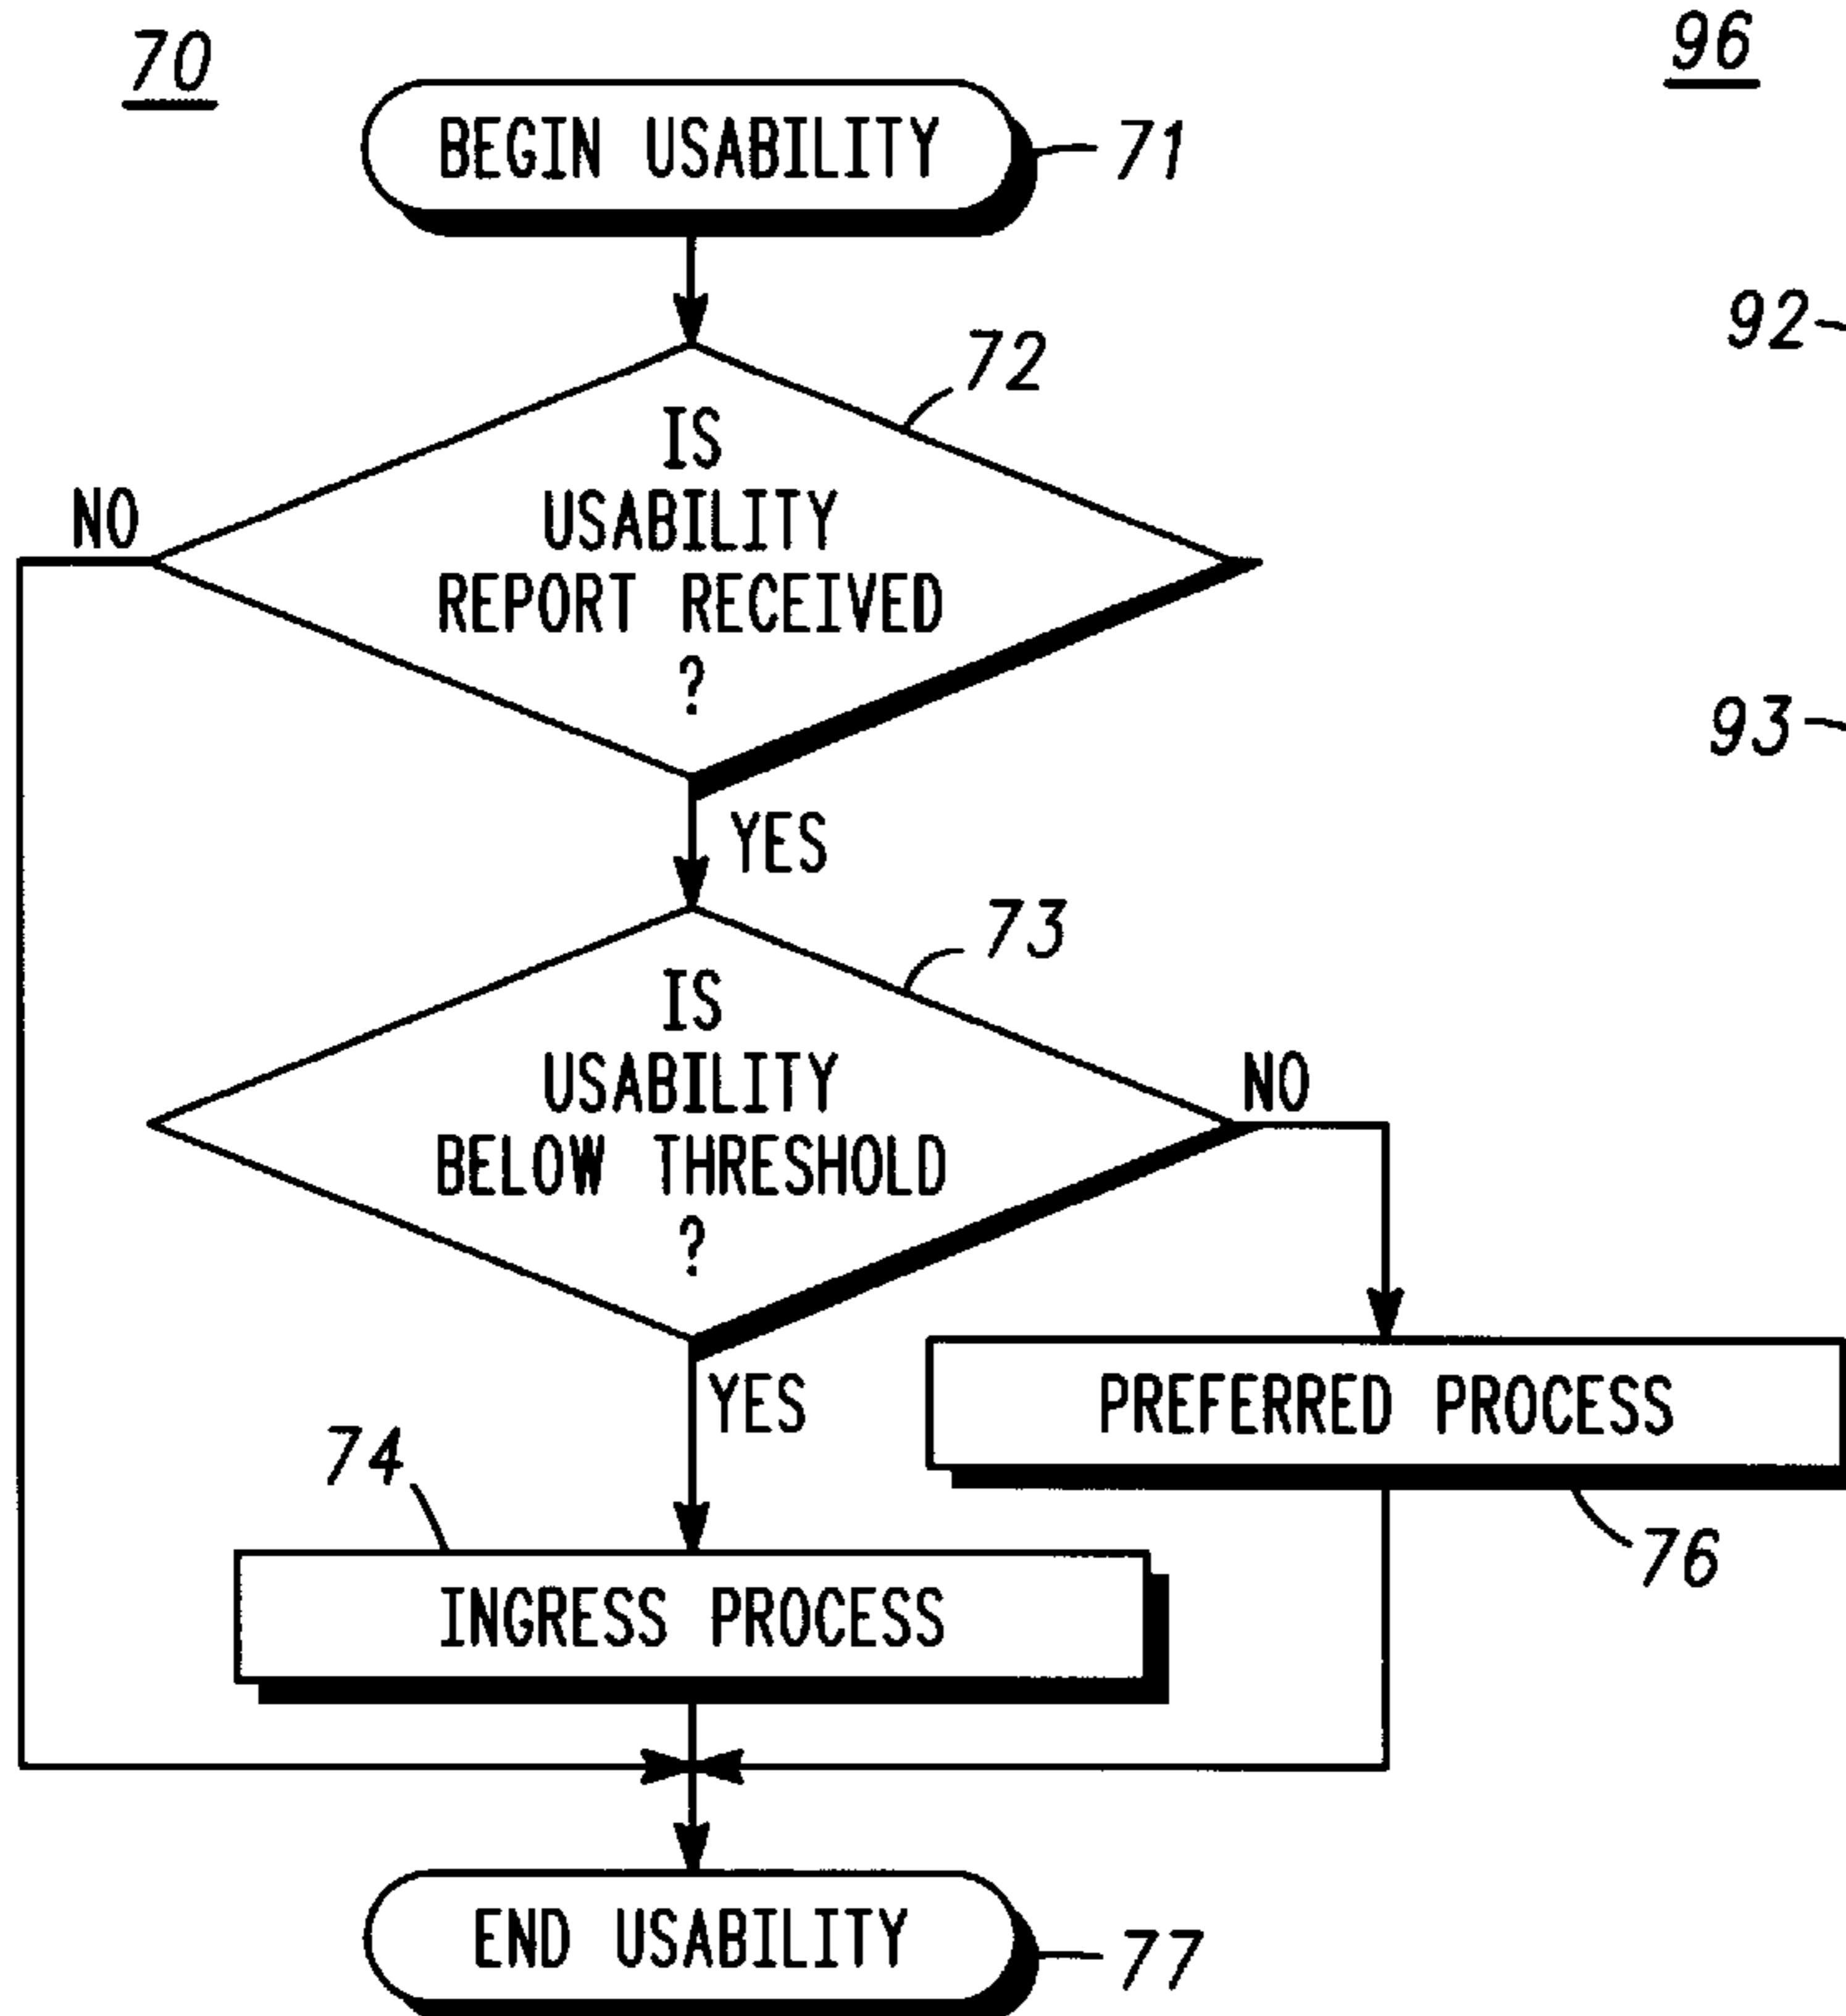 70
96
BEGIN USABILITY
71
92
72
IS
USABILITY
REPORT RECEIVED
?
NO
93
YES
73
IS
USABILITY
BELOW THRESHOLD
?
NO
YES
PREFERRED PROCESS
74
76
INGRESS PROCESS
END USABILITY
77